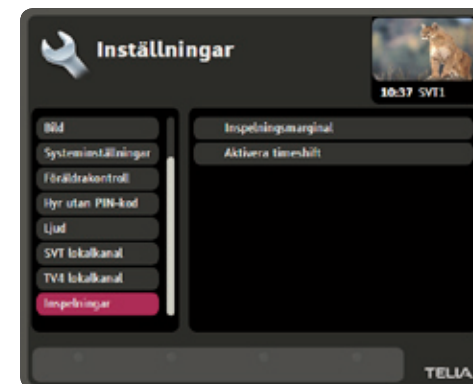 Inställningar
10:37 SVT1
Bild
Systeminställningar
Föräldrakontroll
Hyr utan PIN-kod
Ljud
SVT lokalkanal
TV4 lokalkanal
Inspelningar
Inspelningsmarginal
Aktivera timeshift
TELIA